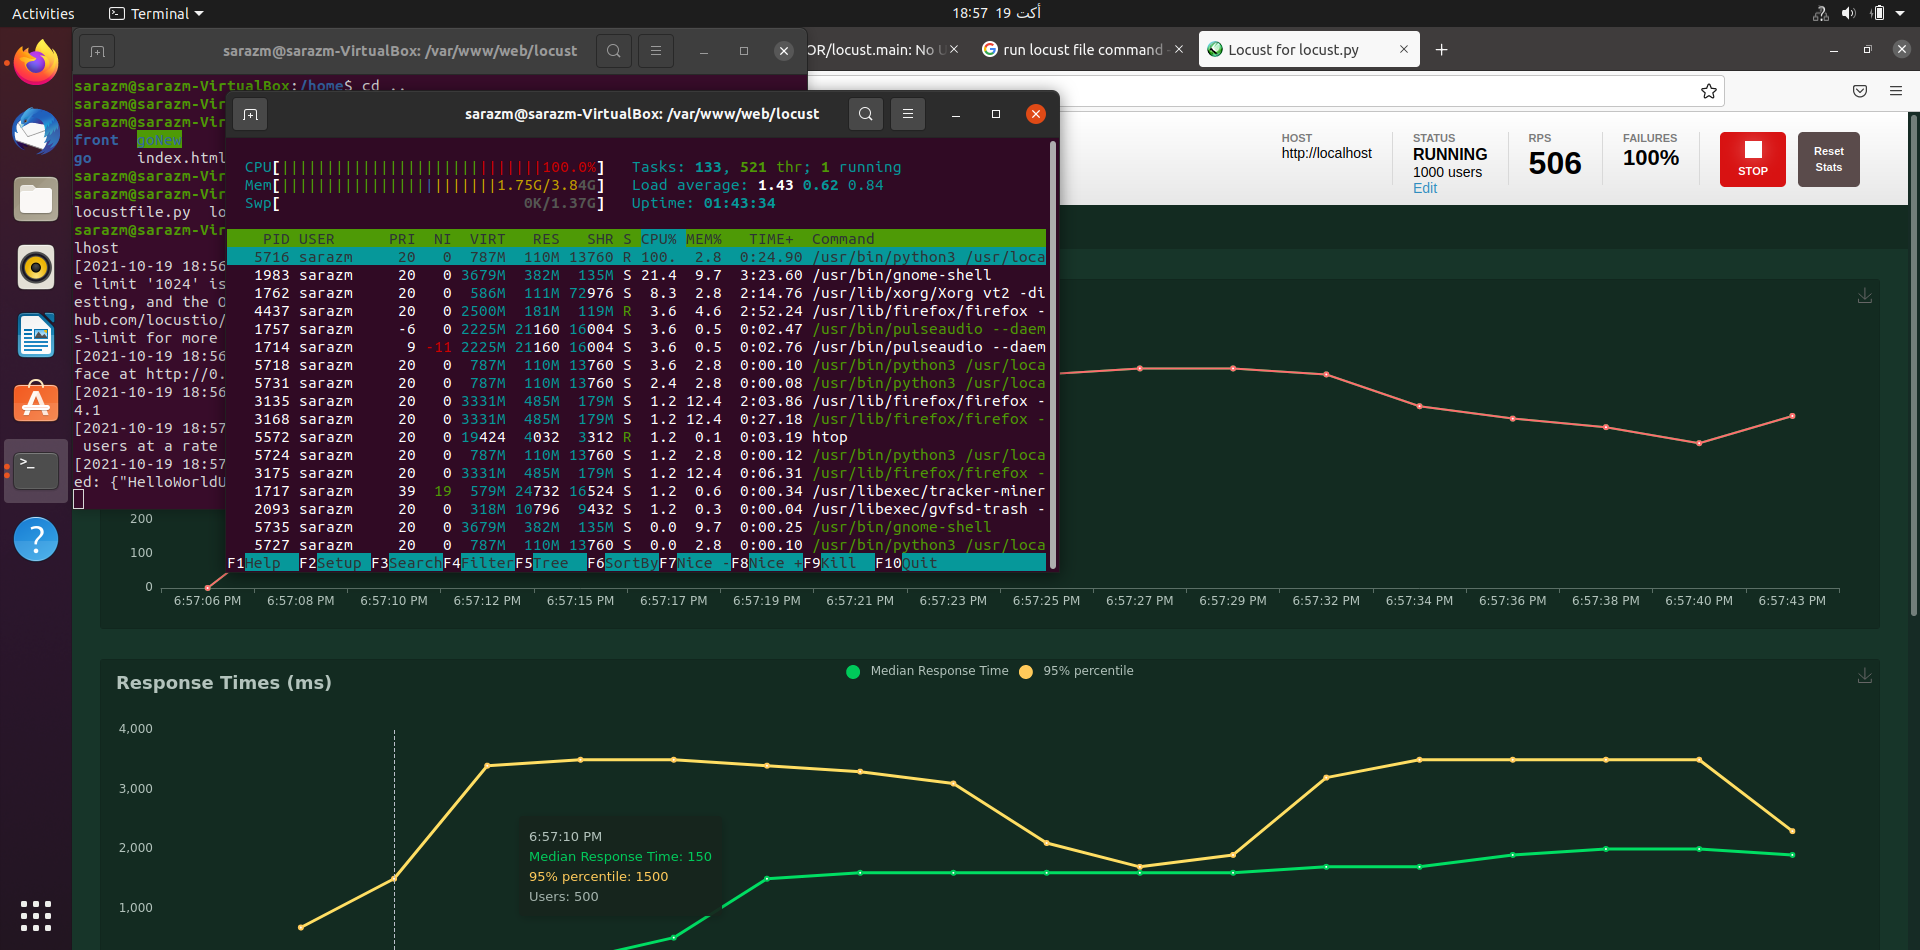 Activities
Terminal
18:57 19 أكت
sarazm@sarazm-VirtualBox: /var/www/web/locust
OR/locust.main: No U
run locust file command -
Locust for locust.py
sarazm@sarazm-VirtualBox:/home$ cd ..
sarazm@sarazm-Vir
sarazm@sarazm-Vir
front goNew
go index.html
sarazm@sarazm-Vir
sarazm@sarazm-Vir
locustfile.py lo
sarazm@sarazm-Vir
lhost
[2021-10-19 18:56
e limit '1024' is
esting, and the O
hub.com/locustio/
s-limit for more
[2021-10-19 18:56
face at http://0.
[2021-10-19 18:56
4.1
[2021-10-19 18:57
users at a rate
[2021-10-19 18:57
ed: {"HelloWorldU
sarazm@sarazm-VirtualBox: /var/www/web/locust
CPU[||||||||||||||||||||||||||||||100.0%] Tasks: 133, 521 thr; 1 running
Mem[||||||||||||||||||||||||1.75G/3.84G] Load average: 1.43 0.62 0.84
Swp[ 0K/1.37G] Uptime: 01:43:34
PID USER PRI NI VIRT RES SHR S CPU% MEM% TIME+ Command
5716 sarazm 20 0 787M 110M 13760 R 100. 2.8 0:24.90 /usr/bin/python3 /usr/loca
1983 sarazm 20 0 3679M 382M 135M S 21.4 9.7 3:23.60 /usr/bin/gnome-shell
1762 sarazm 20 0 586M 111M 72976 S 8.3 2.8 2:14.76 /usr/lib/xorg/Xorg vt2 -di
4437 sarazm 20 0 2500M 181M 119M R 3.6 4.6 2:52.24 /usr/lib/firefox/firefox -
1757 sarazm -6 0 2225M 21160 16004 S 3.6 0.5 0:02.47 /usr/bin/pulseaudio --daem
1714 sarazm 9 -11 2225M 21160 16004 S 3.6 0.5 0:02.76 /usr/bin/pulseaudio --daem
5718 sarazm 20 0 787M 110M 13760 S 3.6 2.8 0:00.10 /usr/bin/python3 /usr/loca
5731 sarazm 20 0 787M 110M 13760 S 2.4 2.8 0:00.08 /usr/bin/python3 /usr/loca
3135 sarazm 20 0 3331M 485M 179M S 1.2 12.4 2:03.86 /usr/lib/firefox/firefox -
3168 sarazm 20 0 3331M 485M 179M S 1.2 12.4 0:27.18 /usr/lib/firefox/firefox -
5572 sarazm 20 0 19424 4032 3312 R 1.2 0.1 0:03.19 htop
5724 sarazm 20 0 787M 110M 13760 S 1.2 2.8 0:00.12 /usr/bin/python3 /usr/loca
3175 sarazm 20 0 3331M 485M 179M S 1.2 12.4 0:06.31 /usr/lib/firefox/firefox -
1717 sarazm 39 19 579M 24732 16524 S 1.2 0.6 0:00.34 /usr/libexec/tracker-miner
2093 sarazm 20 0 318M 10796 9432 S 1.2 0.3 0:00.04 /usr/libexec/gvfsd-trash -
5735 sarazm 20 0 3679M 382M 135M S 0.0 9.7 0:00.25 /usr/bin/gnome-shell
5727 sarazm 20 0 787M 110M 13760 S 0.0 2.8 0:00.10 /usr/bin/python3 /usr/loca
F1Help F2Setup F3SearchF4FilterF5Tree F6SortByF7Nice -F8Nice +F9Kill F10Quit
HOST
http://localhost
STATUS
RUNNING
1000 users
Edit
RPS
506
FAILURES
100%
STOP
Reset Stats
200
100
0
6:57:06 PM 6:57:08 PM 6:57:10 PM 6:57:12 PM 6:57:15 PM 6:57:17 PM 6:57:19 PM 6:57:21 PM 6:57:23 PM 6:57:25 PM 6:57:27 PM 6:57:29 PM 6:57:32 PM 6:57:34 PM 6:57:36 PM 6:57:38 PM 6:57:40 PM 6:57:43 PM
Response Times (ms)
Median Response Time 95% percentile
4,000
3,000
2,000
1,000
6:57:10 PM
Median Response Time: 150
95% percentile: 1500
Users: 500